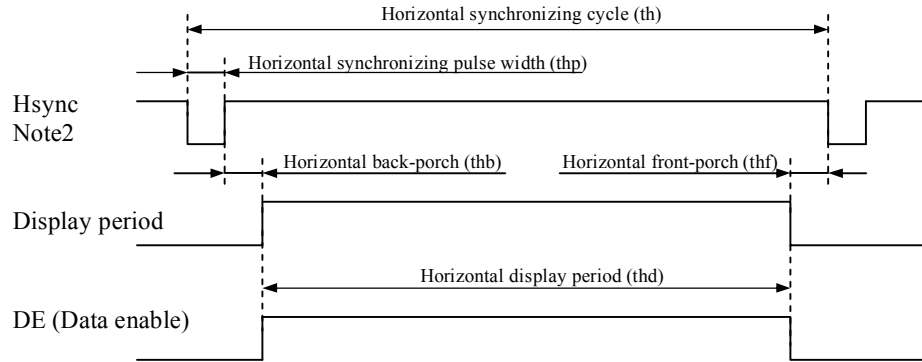 Horizontal synchronizing cycle (th)
Horizontal synchronizing pulse width (thp)
Hsync
Note2
Horizontal back-porch (thb)
Horizontal front-porch (thf)
Display period
Horizontal display period (thd)
DE (Data enable)